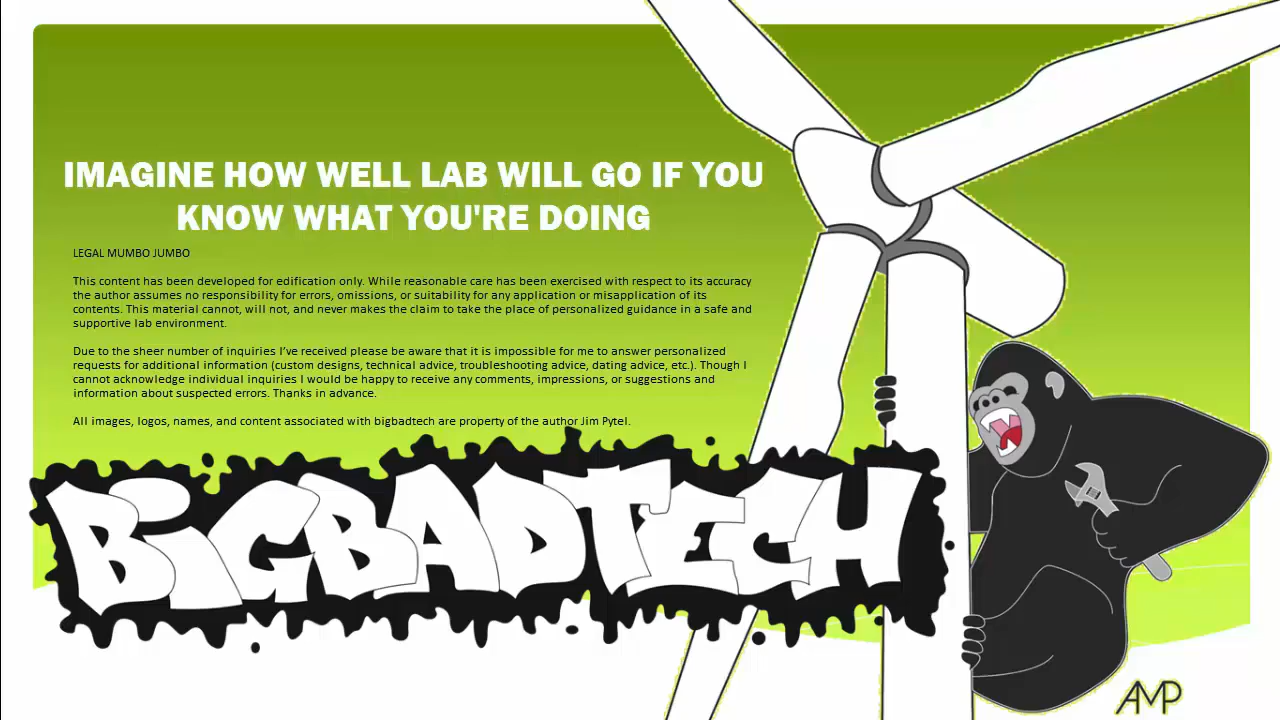 IMAGINE HOW WELL LAB WILL GO IF YOU
KNOW WHAT YOU'RE DOING
LEGAL MUMBO JUMBO
This content has been developed for edification only. While reasonable care has been exercised with respect to its accuracy
the author assumes no responsibility for errors, omissions, or suitability for any application or misapplication of its
contents. This material cannot, will not, and never makes the claim to take the place of personalized guidance in a safe and
supportive lab environment.
Due to the sheer number of inquiries I've received please be aware that it is impossible for me to answer personalized
requests for additional information (custom designs, technical advice, troubleshooting advice, dating advice, etc.). Though I
cannot acknowledge individual inquiries I would be happy to receive any comments, impressions, or suggestions and
information about suspected errors. Thanks in advance.
All images, logos, names, and content associated with bigbadtech are property of the author Jim Pytel.
BiGBADTECH
AMP